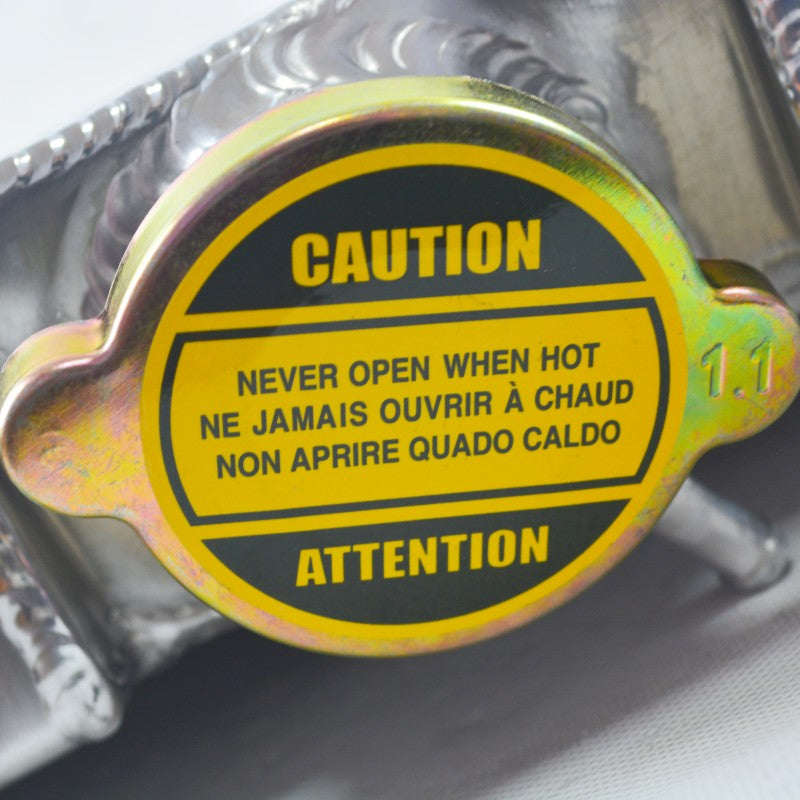 CAUTION
NEVER OPEN WHEN HOT
NE JAMAIS OUVRIR À CHAUD
NON APRIRE QUADO CALDO
ATTENTION
1.1